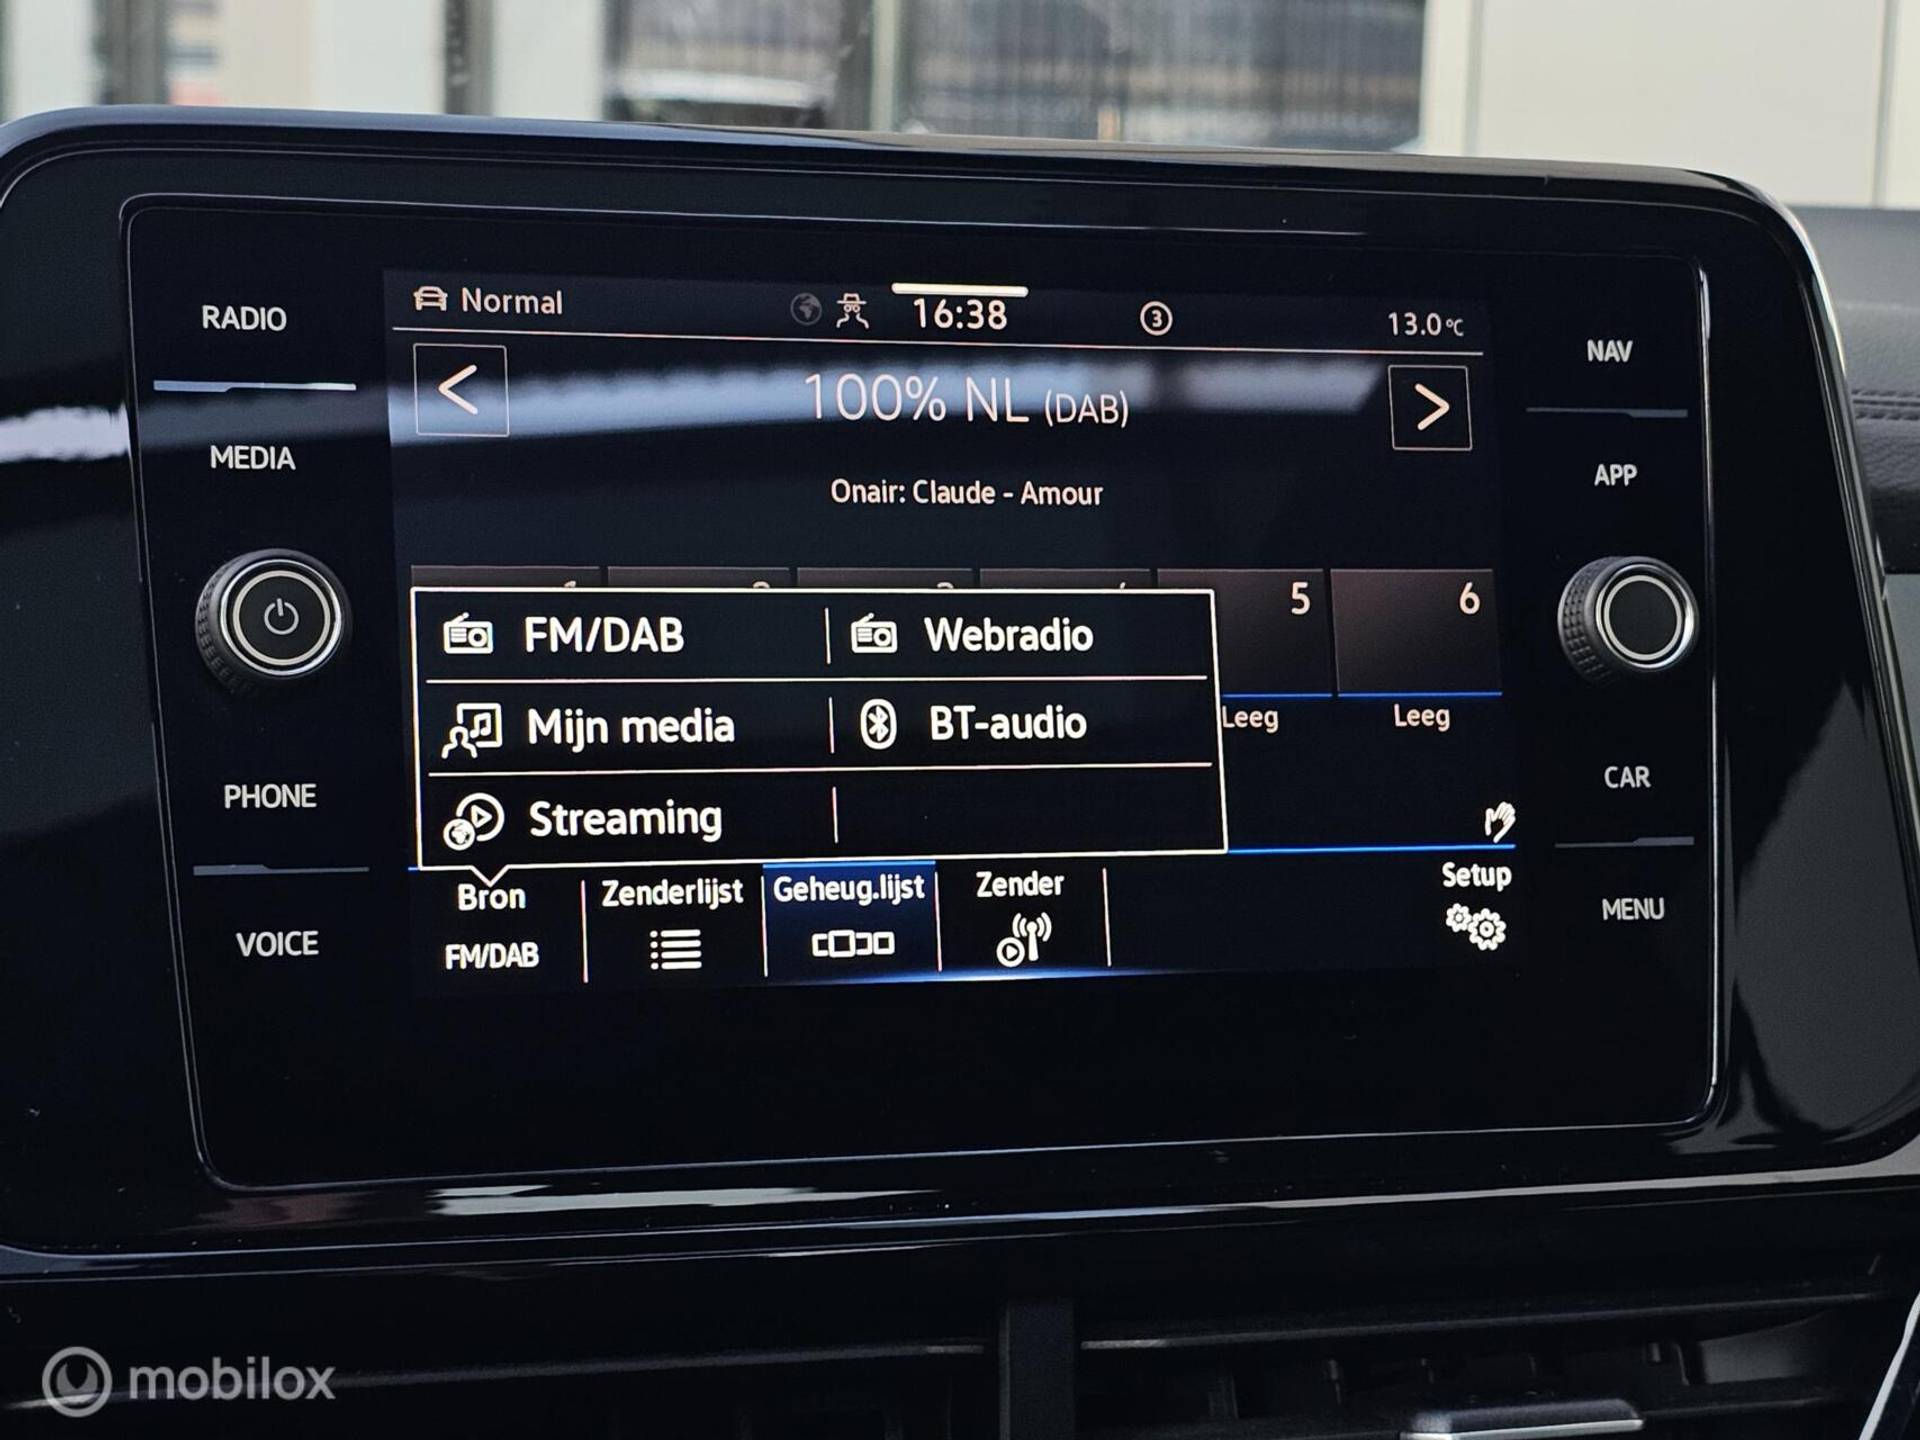 RADIO
MEDIA
PHONE
VOICE
Normal
16:38
3
13.0 °C
100% NL (DAB)
Onair: Claude - Amour
5
6
FM/DAB
Webradio
Mijn media
BT-audio
Streaming
Leeg
Leeg
Bron
FM/DAB
Zenderlijst
Geheug.lijst
Zender
Setup
NAV
APP
CAR
MENU
mobilox